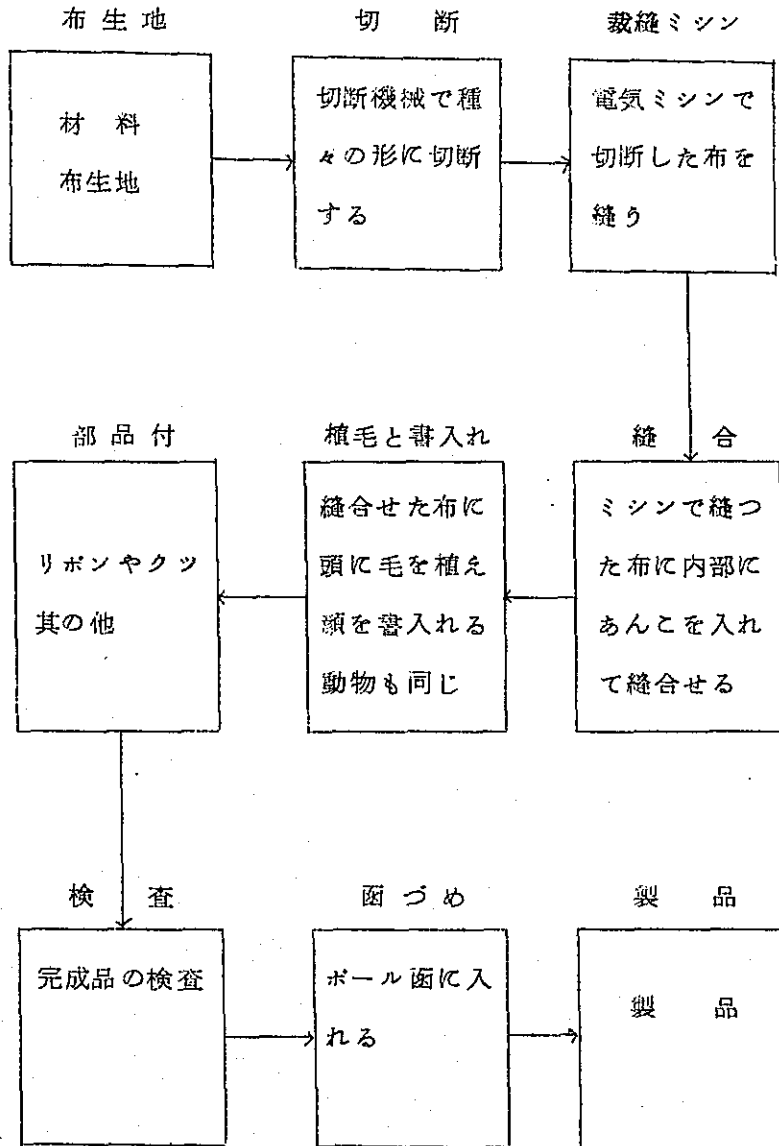 布生地
材料
布生地
切断
切断機械で種
々の形に切断
する
裁縫ミシン
電気ミシンで
切断した布を
縫う
縫合
ミシンで縫つ
た布に内部に
あんこを入れ
て縫合せる
植毛と書入れ
縫合せた布に
頭に毛を植え
顔を書入れる
動物も同じ
部品付
リボンやクツ
其の他
検査
完成品の検査
函づめ
ボール函に入
れる
製品
製品